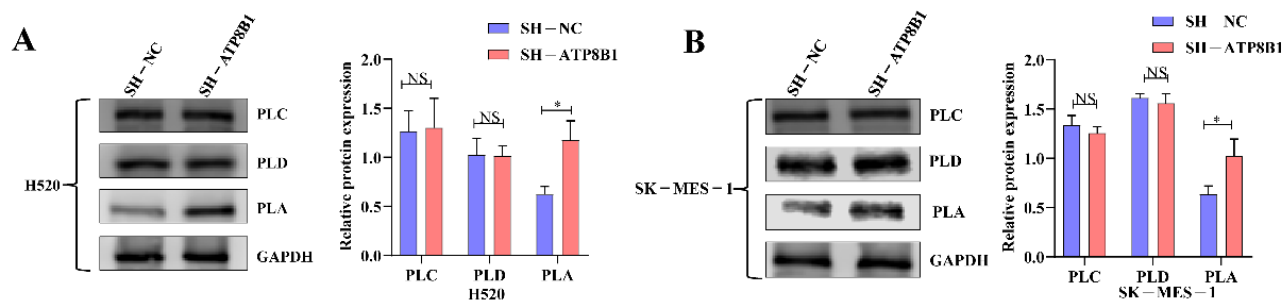 A
SH−NC
SH−ATP8B1
H520
PLC
PLD
PLA
GAPDH
SH−NC
SH−ATP8B1
Relative protein expression
2.0
1.5
1.0
0.5
0.0
NS
NS
*
PLC
PLD
PLA
H520
B
SH−NC
SH−ATP8B1
SK−MES−1
PLC
PLD
PLA
GAPDH
SH NC
SH−ATP8B1
Relative protein expression
2.0
1.5
1.0
0.5
0.0
NS
NS
*
PLC
PLD
PLA
SK−MES−1